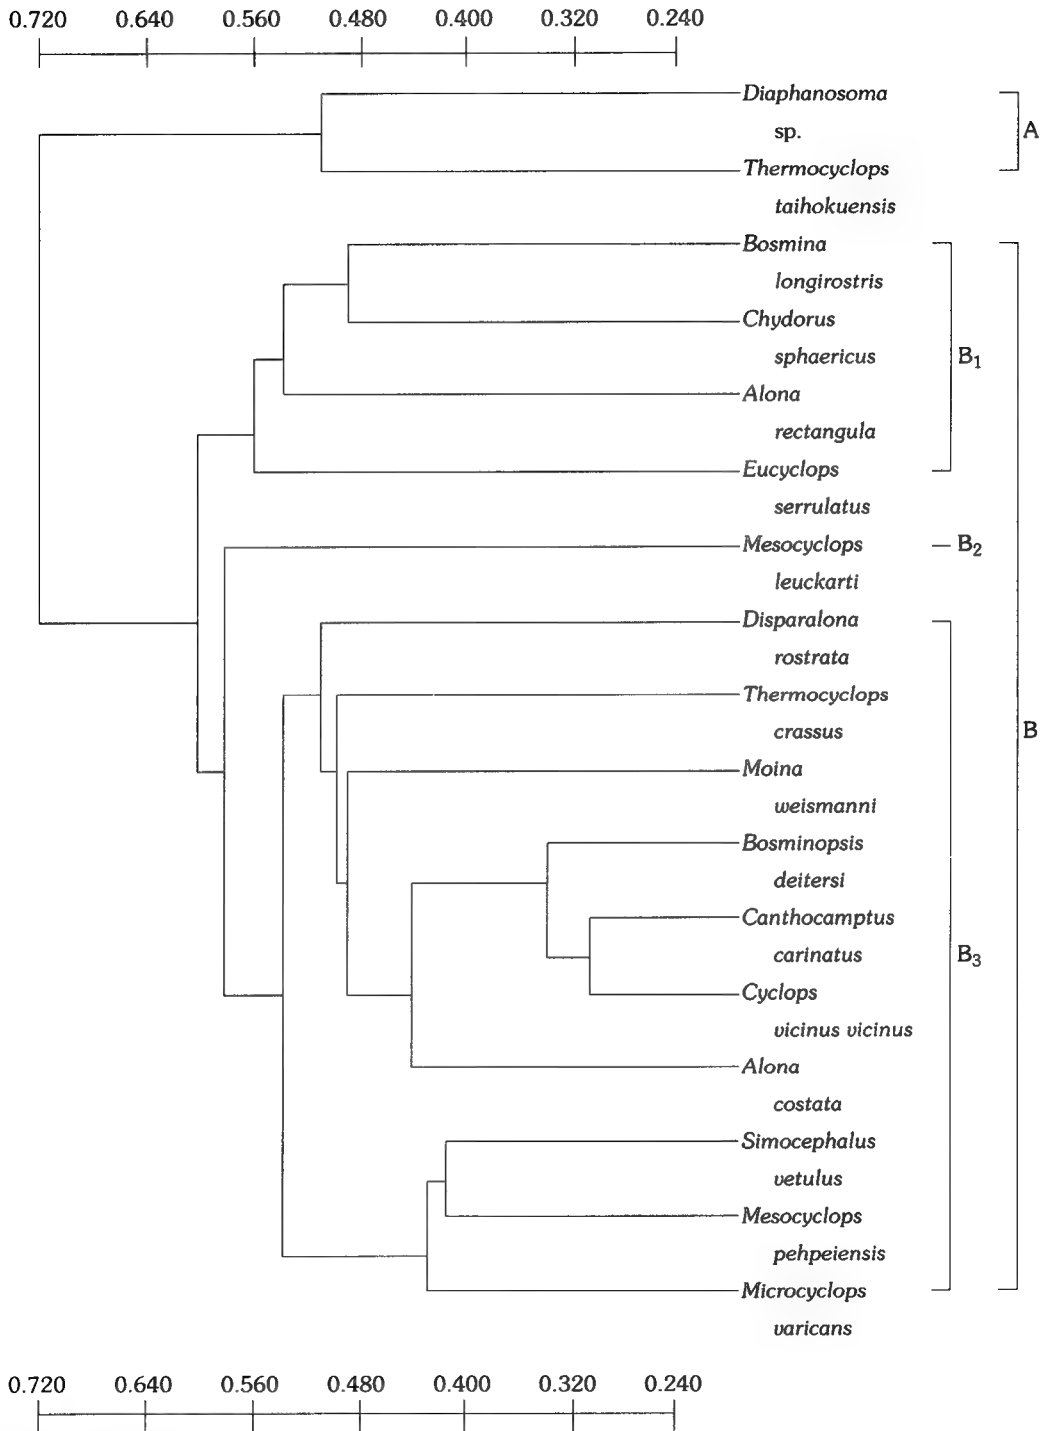 0.720 0.640 0.560 0.480 0.400 0.320 0.240
Diaphanosoma
sp.
A
Thermocyclops
taihokuensis
Bosmina
longirostris
Chydorus
sphaericus
B₁
Alona
rectangula
Eucyclops
serrulatus
Mesocyclops
B₂
leuckarti
Disparalona
rostrata
Thermocyclops
crassus
B
Moina
weismanni
Bosminopsis
deitersi
Canthocamptus
carinatus
B₃
Cyclops
vicinus vicinus
Alona
costata
Simocephalus
vetulus
Mesocyclops
pehpeiensis
Microcyclops
varicans
0.720 0.640 0.560 0.480 0.400 0.320 0.240